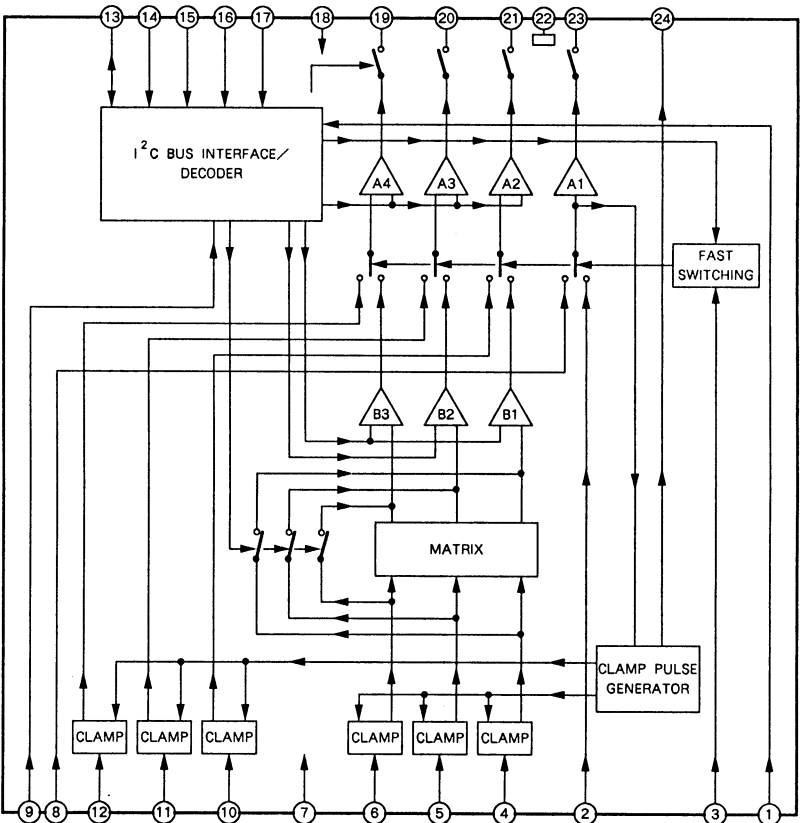 13 14 15 16 17 18 19 20 21 22 23 24
I²C BUS INTERFACE/
DECODER
A4 A3 A2 A1
FAST
SWITCHING
B3 B2 B1
MATRIX
CLAMP PULSE
GENERATOR
CLAMP CLAMP CLAMP CLAMP CLAMP CLAMP
9 8 12 11 10 7 6 5 4 2 3 1